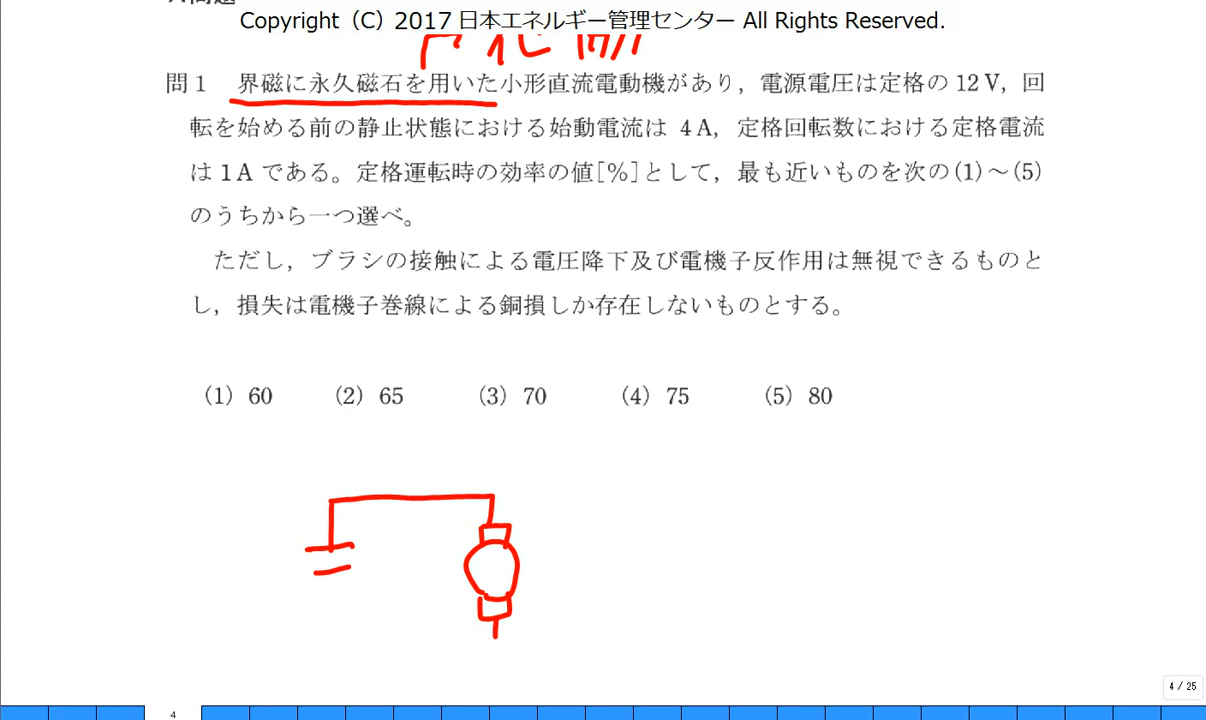 Copyright (C) 2017 日本エネルギー管理センター All Rights Reserved.
問1 界磁に永久磁石を用いた小形直流電動機があり，電源電圧は定格の 12 V，回
転を始める前の静止状態における始動電流は 4 A，定格回転数における定格電流
は 1 A である。定格運転時の効率の値[%]として，最も近いものを次の(1)～(5)
のうちから一つ選べ。
ただし，ブラシの接触による電圧降下及び電機子反作用は無視できるものと
し，損失は電機子巻線による銅損しか存在しないものとする。
(1) 60 (2) 65 (3) 70 (4) 75 (5) 80
4 / 25
4